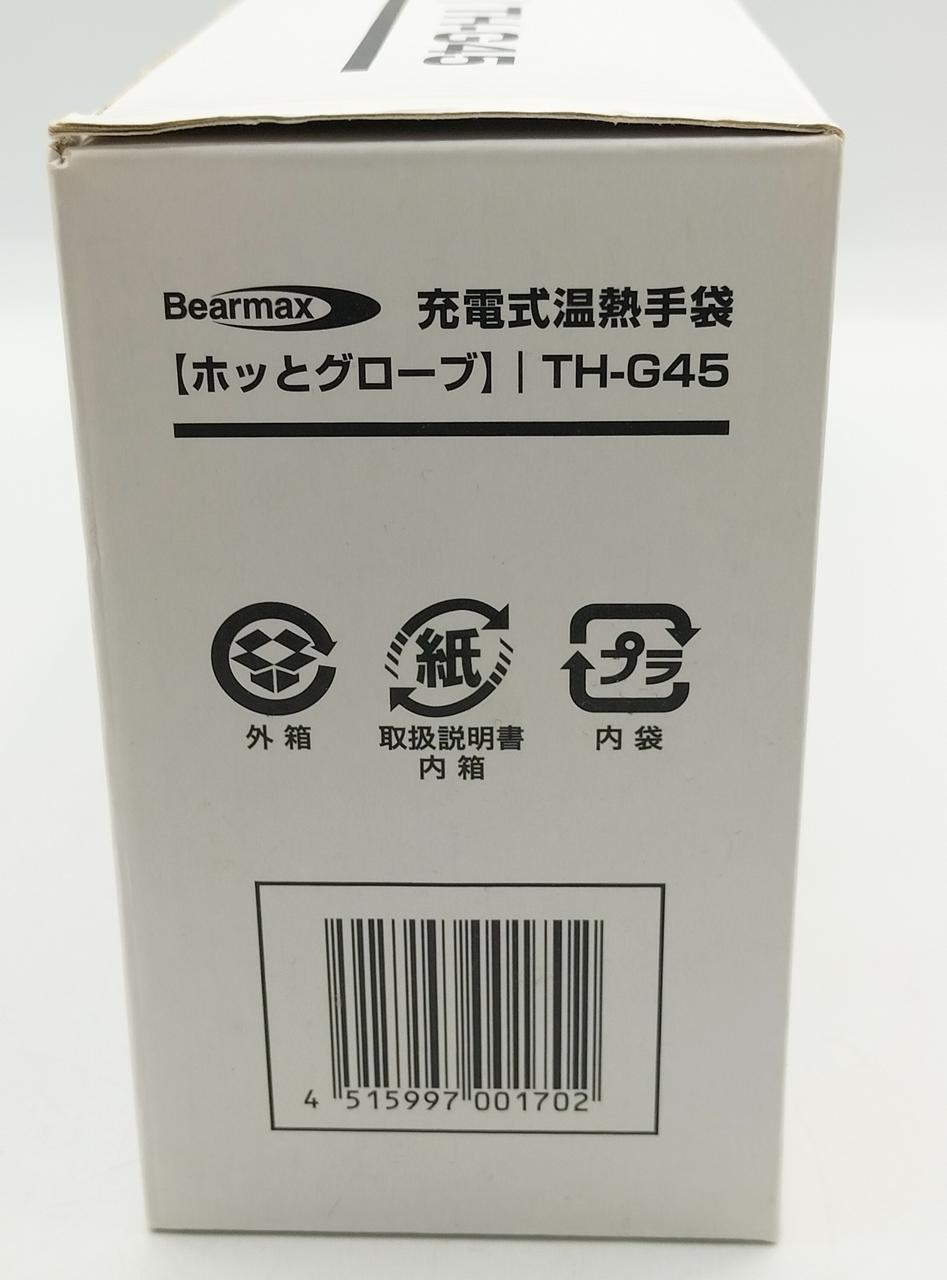 TH-G45
Bearmax 充電式温熱手袋
【ホッとグローブ】|TH-G45
紙 プラ
外箱 取扱説明書 内袋
内箱
4 515997 001702